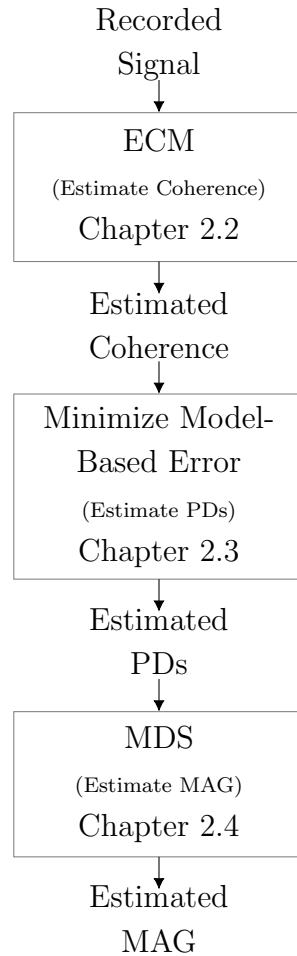 Recorded
Signal
ECM
(Estimate Coherence)
Chapter 2.2
Estimated
Coherence
Minimize Model-
Based Error
(Estimate PDs)
Chapter 2.3
Estimated
PDs
MDS
(Estimate MAG)
Chapter 2.4
Estimated
MAG